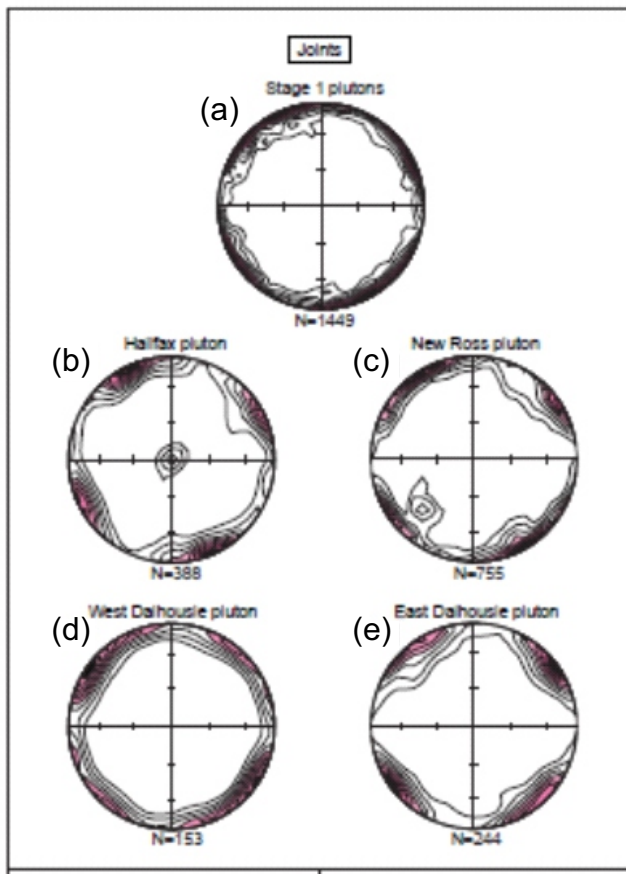 Joints
Stage 1 plutons
(a)
N=1449
Halifax pluton
(b)
N=388
New Ross pluton
(c)
N=755
West Dalhousie pluton
(d)
N=153
East Dalhousie pluton
(e)
N=244